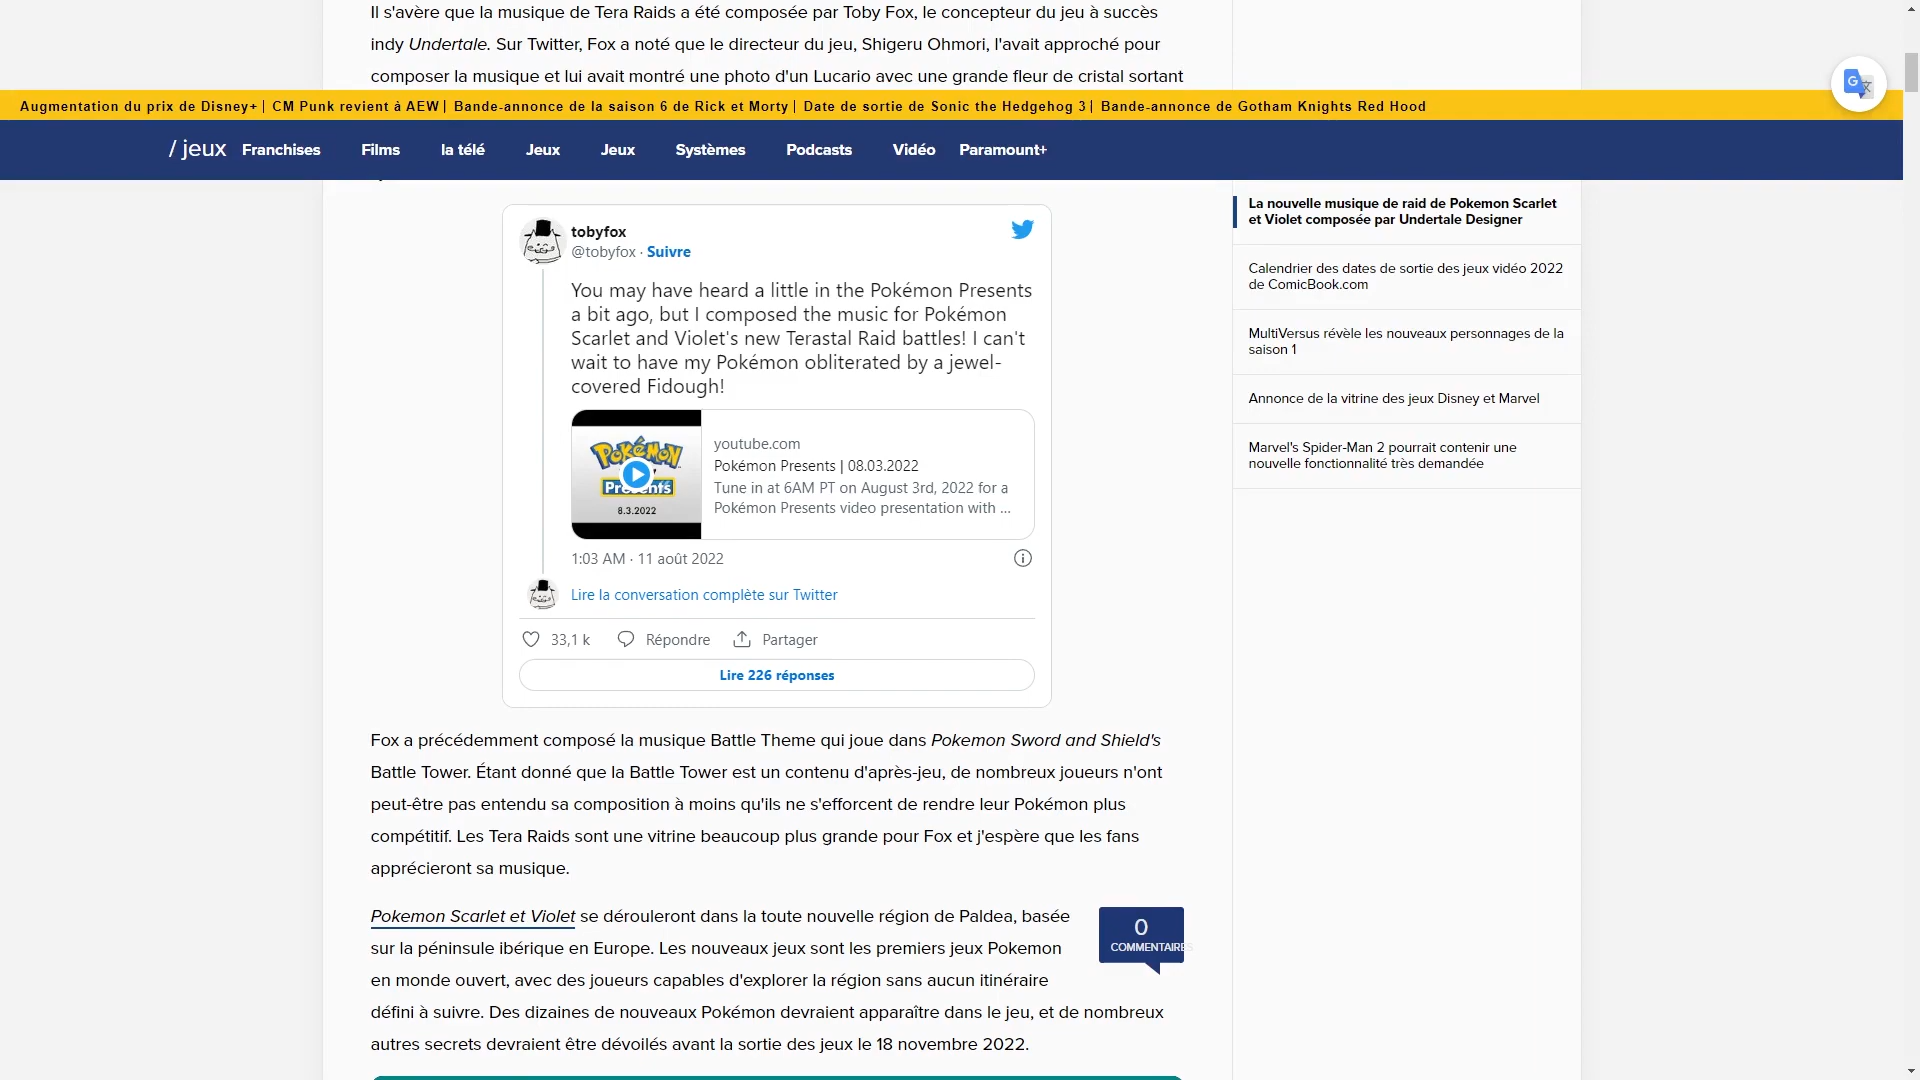 Il s'avère que la musique de Tera Raids a été composée par Toby Fox, le concepteur du jeu à succès
indy Undertale. Sur Twitter, Fox a noté que le directeur du jeu, Shigeru Ohmori, l'avait approché pour
composer la musique et lui avait montré une photo d'un Lucario avec une grande fleur de cristal sortant
Augmentation du prix de Disney+ | CM Punk revient à AEW | Bande-annonce de la saison 6 de Rick et Morty | Date de sortie de Sonic the Hedgehog 3 | Bande-annonce de Gotham Knights Red Hood
/ jeux Franchises Films la télé Jeux Jeux Systèmes Podcasts Vidéo Paramount+
tobyfox
@tobyfox · Suivre
You may have heard a little in the Pokémon Presents
a bit ago, but I composed the music for Pokémon
Scarlet and Violet's new Terastal Raid battles! I can't
wait to have my Pokémon obliterated by a jewel-
covered Fidough!
Pokémon
Presents
8.3.2022
youtube.com
Pokémon Presents | 08.03.2022
Tune in at 6AM PT on August 3rd, 2022 for a
Pokémon Presents video presentation with ...
1:03 AM · 11 août 2022
Lire la conversation complète sur Twitter
33,1 k Répondre Partager
Lire 226 réponses
Fox a précédemment composé la musique Battle Theme qui joue dans Pokemon Sword and Shield's
Battle Tower. Étant donné que la Battle Tower est un contenu d'après-jeu, de nombreux joueurs n'ont
peut-être pas entendu sa composition à moins qu'ils ne s'efforcent de rendre leur Pokémon plus
compétitif. Les Tera Raids sont une vitrine beaucoup plus grande pour Fox et j'espère que les fans
apprécieront sa musique.
Pokemon Scarlet et Violet se dérouleront dans la toute nouvelle région de Paldea, basée
sur la péninsule ibérique en Europe. Les nouveaux jeux sont les premiers jeux Pokemon
en monde ouvert, avec des joueurs capables d'explorer la région sans aucun itinéraire
défini à suivre. Des dizaines de nouveaux Pokémon devraient apparaître dans le jeu, et de nombreux
autres secrets devraient être dévoilés avant la sortie des jeux le 18 novembre 2022.
0
COMMENTAIRES
La nouvelle musique de raid de Pokemon Scarlet
et Violet composée par Undertale Designer
Calendrier des dates de sortie des jeux vidéo 2022
de ComicBook.com
MultiVersus révèle les nouveaux personnages de la
saison 1
Annonce de la vitrine des jeux Disney et Marvel
Marvel's Spider-Man 2 pourrait contenir une
nouvelle fonctionnalité très demandée